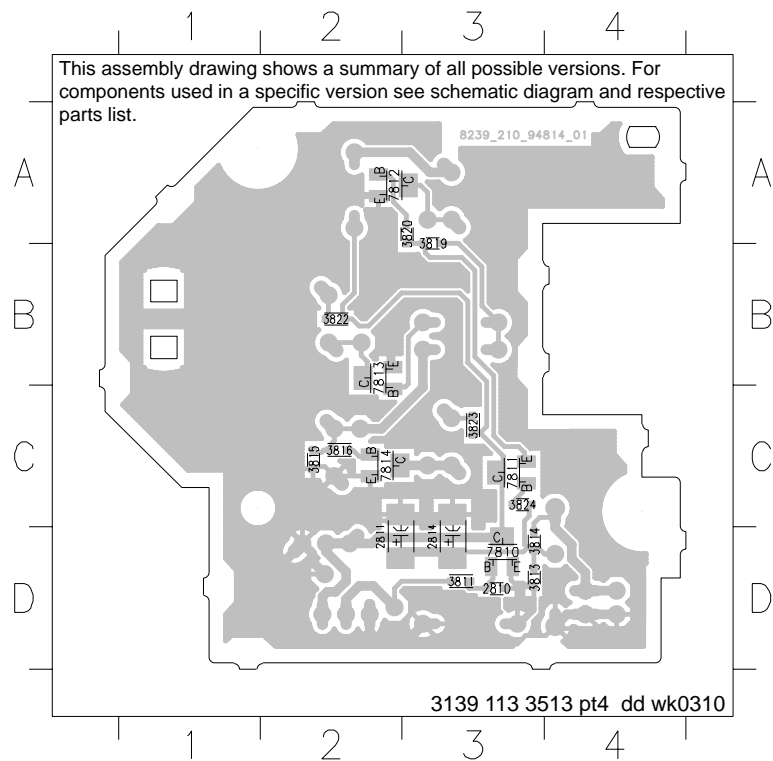 1 2 3 4
This assembly drawing shows a summary of all possible versions. For
components used in a specific version see schematic diagram and respective
parts list.
8239_210_94814_01
A A
B
7812 C
E
3820 3819
B B
3822
C 7813 E
B
3823
C C
3815 3816 B
7814 C
E
C 7811 E
B
3824
2811 2814
C
7810
B E
3814
3811 2810 3813
D D
3139 113 3513 pt4 dd wk0310
1 2 3 4